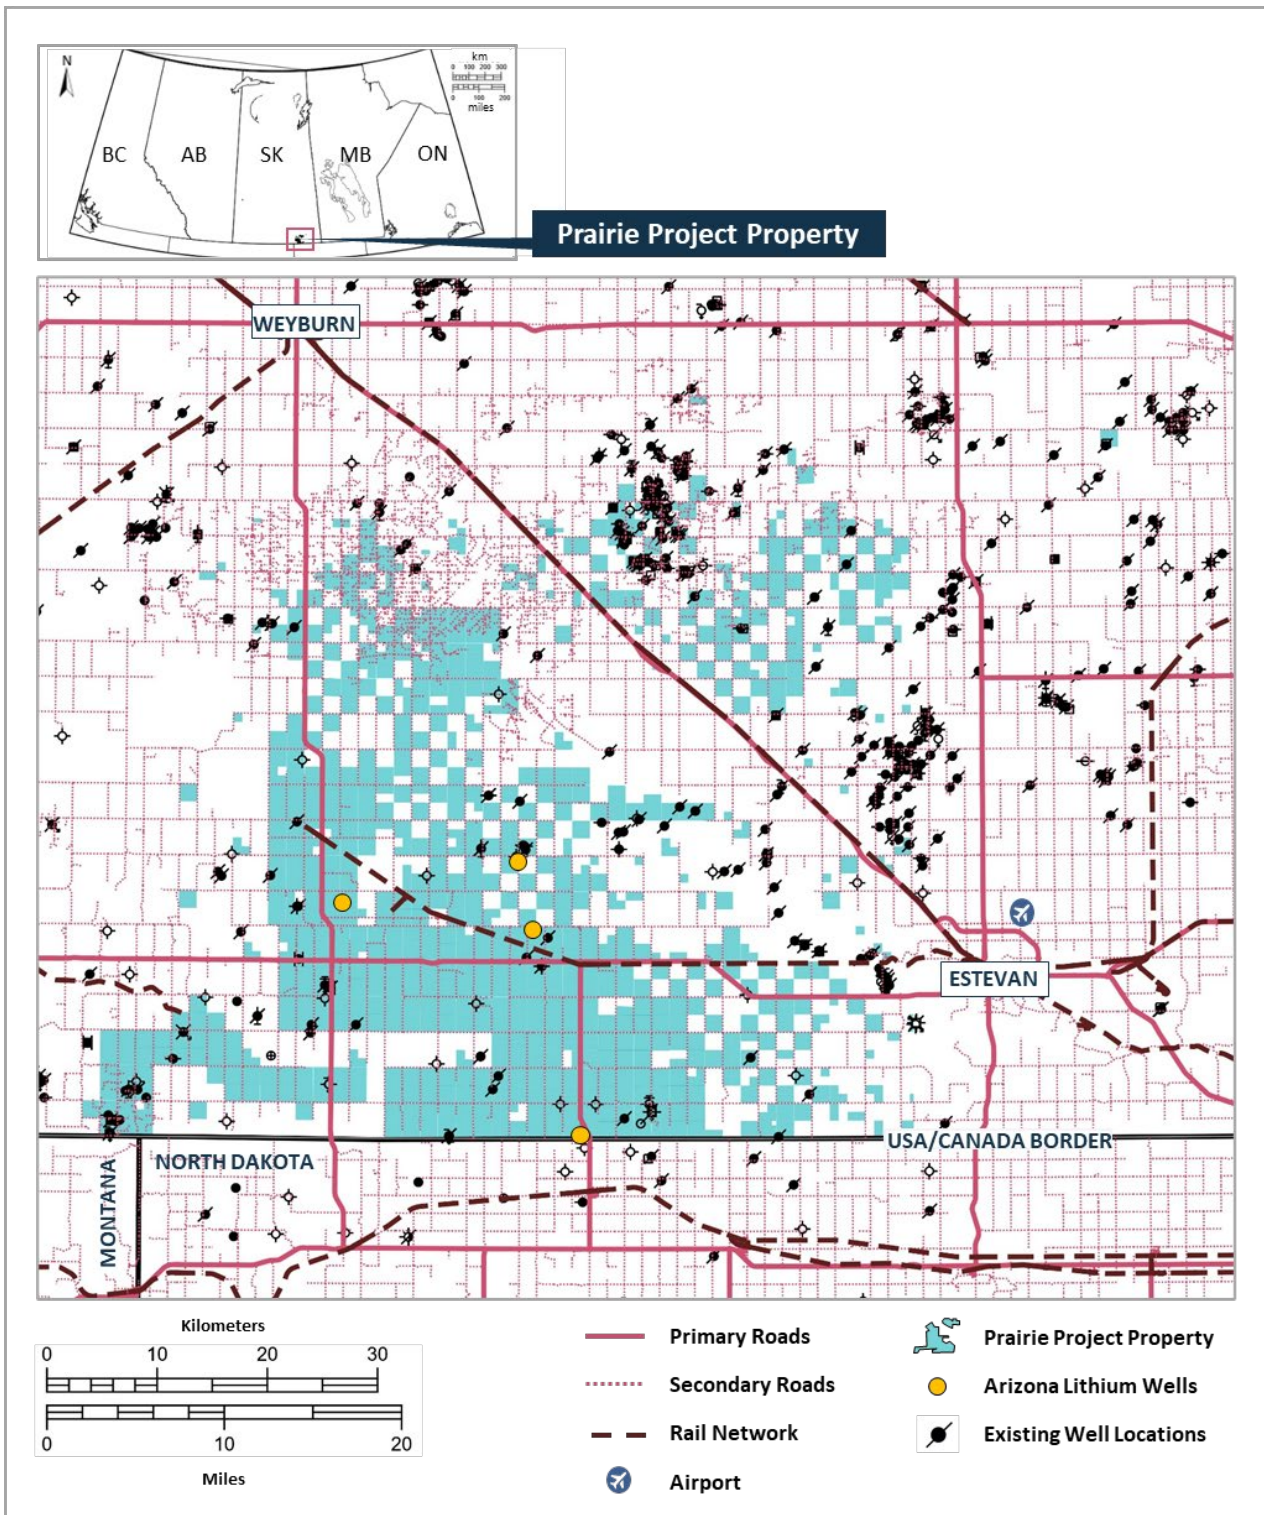 N
km
0 100 200 300
0 100 200
miles
BC
AB
SK
MB
ON
Prairie Project Property
WEYBURN
ESTEVAN
USA/CANADA BORDER
NORTH DAKOTA
MONTANA
Kilometers
0 10 20 30
0 10 20
Miles
Primary Roads
Secondary Roads
Rail Network
Airport
Prairie Project Property
Arizona Lithium Wells
Existing Well Locations